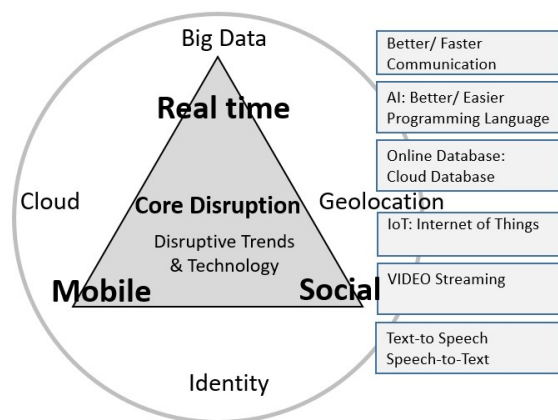 Big Data
Real time
Cloud
Core Disruption
Geolocation
Disruptive Trends
& Technology
Mobile
Social
Identity
Better/ Faster
Communication
AI: Better/ Easier
Programming Language
Online Database:
Cloud Database
IoT: Internet of Things
VIDEO Streaming
Text-to Speech
Speech-to-Text